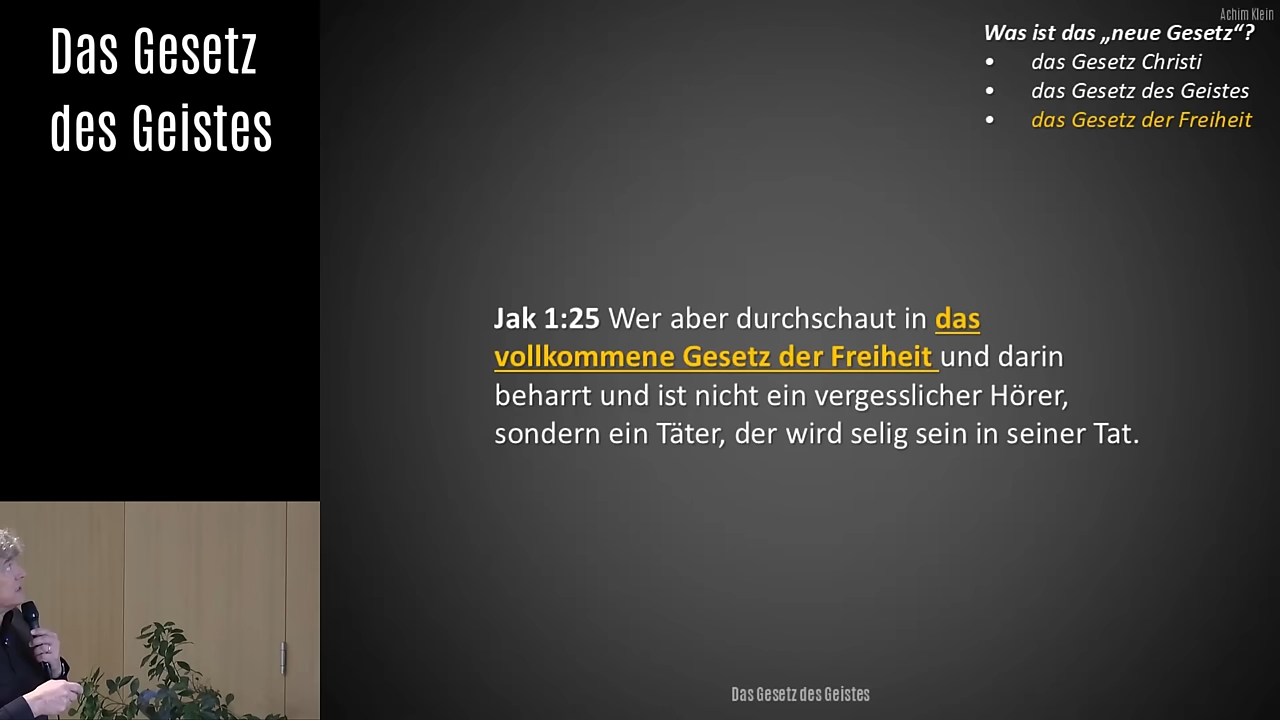 Das Gesetz
des Geistes
Achim Klein
Was ist das „neue Gesetz“?
• das Gesetz Christi
• das Gesetz des Geistes
• das Gesetz der Freiheit
Jak 1:25 Wer aber durchschaut in das
vollkommene Gesetz der Freiheit und darin
beharrt und ist nicht ein vergesslicher Hörer,
sondern ein Täter, der wird selig sein in seiner Tat.
Das Gesetz des Geistes